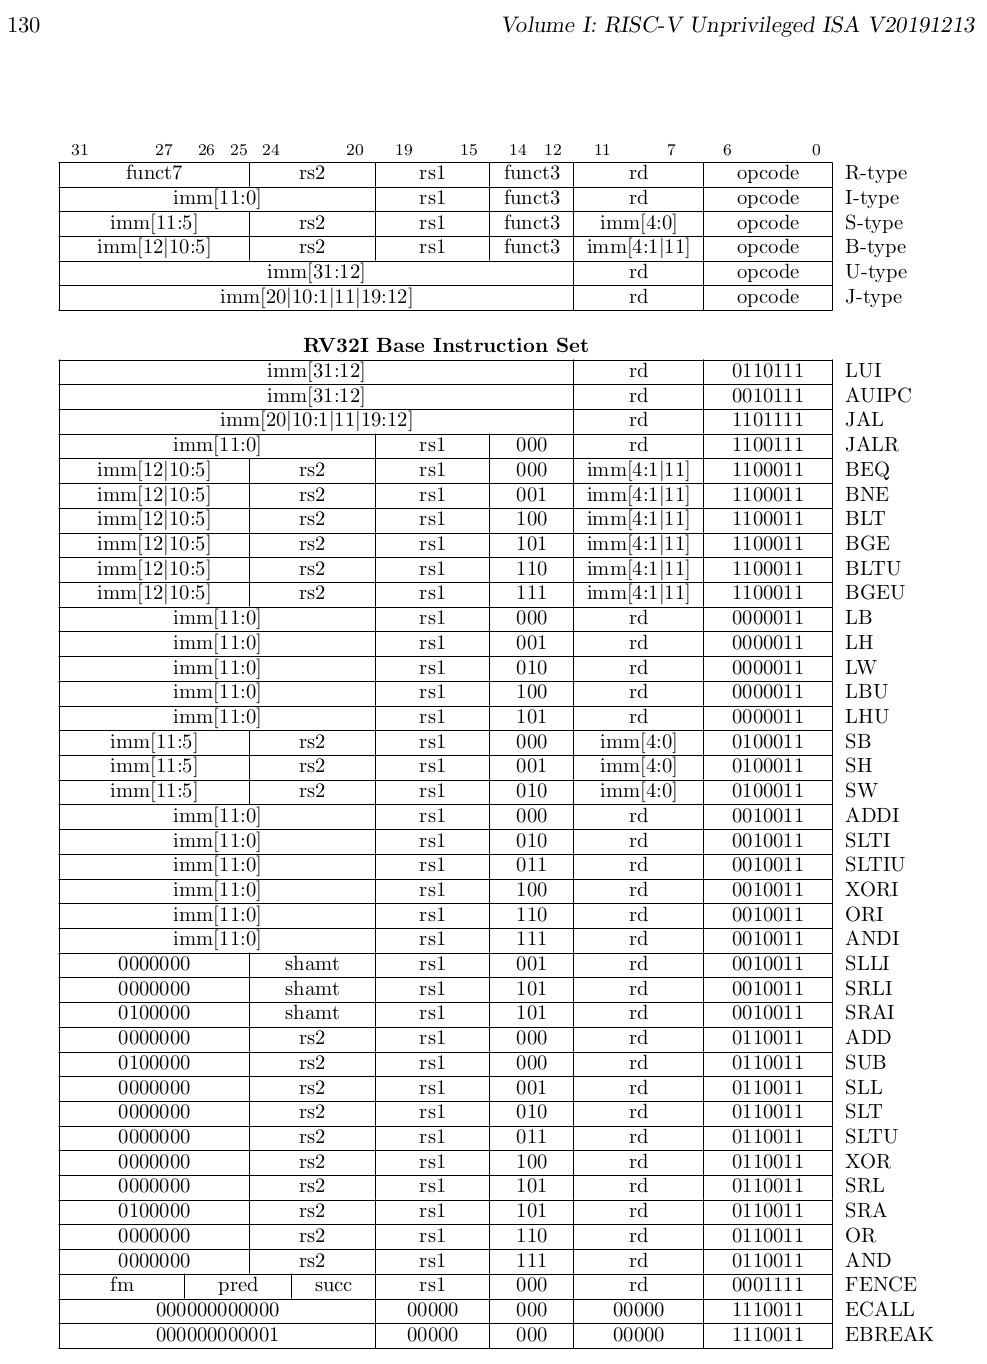 130 Volume I: RISC-V Unprivileged ISA V20191213
31 27 26 25 24 20 19 15 14 12 11 7 6 0
funct7 rs2 rs1 funct3 rd opcode R-type
imm[11:0] rs1 funct3 rd opcode I-type
imm[11:5] rs2 rs1 funct3 imm[4:0] opcode S-type
imm[12|10:5] rs2 rs1 funct3 imm[4:1|11] opcode B-type
imm[31:12] rd opcode U-type
imm[20|10:1|11|19:12] rd opcode J-type
RV32I Base Instruction Set
imm[31:12] rd 0110111 LUI
imm[31:12] rd 0010111 AUIPC
imm[20|10:1|11|19:12] rd 1101111 JAL
imm[11:0] rs1 000 rd 1100111 JALR
imm[12|10:5] rs2 rs1 000 imm[4:1|11] 1100011 BEQ
imm[12|10:5] rs2 rs1 001 imm[4:1|11] 1100011 BNE
imm[12|10:5] rs2 rs1 100 imm[4:1|11] 1100011 BLT
imm[12|10:5] rs2 rs1 101 imm[4:1|11] 1100011 BGE
imm[12|10:5] rs2 rs1 110 imm[4:1|11] 1100011 BLTU
imm[12|10:5] rs2 rs1 111 imm[4:1|11] 1100011 BGEU
imm[11:0] rs1 000 rd 0000011 LB
imm[11:0] rs1 001 rd 0000011 LH
imm[11:0] rs1 010 rd 0000011 LW
imm[11:0] rs1 100 rd 0000011 LBU
imm[11:0] rs1 101 rd 0000011 LHU
imm[11:5] rs2 rs1 000 imm[4:0] 0100011 SB
imm[11:5] rs2 rs1 001 imm[4:0] 0100011 SH
imm[11:5] rs2 rs1 010 imm[4:0] 0100011 SW
imm[11:0] rs1 000 rd 0010011 ADDI
imm[11:0] rs1 010 rd 0010011 SLTI
imm[11:0] rs1 011 rd 0010011 SLTIU
imm[11:0] rs1 100 rd 0010011 XORI
imm[11:0] rs1 110 rd 0010011 ORI
imm[11:0] rs1 111 rd 0010011 ANDI
0000000 shamt rs1 001 rd 0010011 SLLI
0000000 shamt rs1 101 rd 0010011 SRLI
0100000 shamt rs1 101 rd 0010011 SRAI
0000000 rs2 rs1 000 rd 0110011 ADD
0100000 rs2 rs1 000 rd 0110011 SUB
0000000 rs2 rs1 001 rd 0110011 SLL
0000000 rs2 rs1 010 rd 0110011 SLT
0000000 rs2 rs1 011 rd 0110011 SLTU
0000000 rs2 rs1 100 rd 0110011 XOR
0000000 rs2 rs1 101 rd 0110011 SRL
0100000 rs2 rs1 101 rd 0110011 SRA
0000000 rs2 rs1 110 rd 0110011 OR
0000000 rs2 rs1 111 rd 0110011 AND
fm pred succ rs1 000 rd 0001111 FENCE
000000000000 00000 000 00000 1110011 ECALL
000000000001 00000 000 00000 1110011 EBREAK